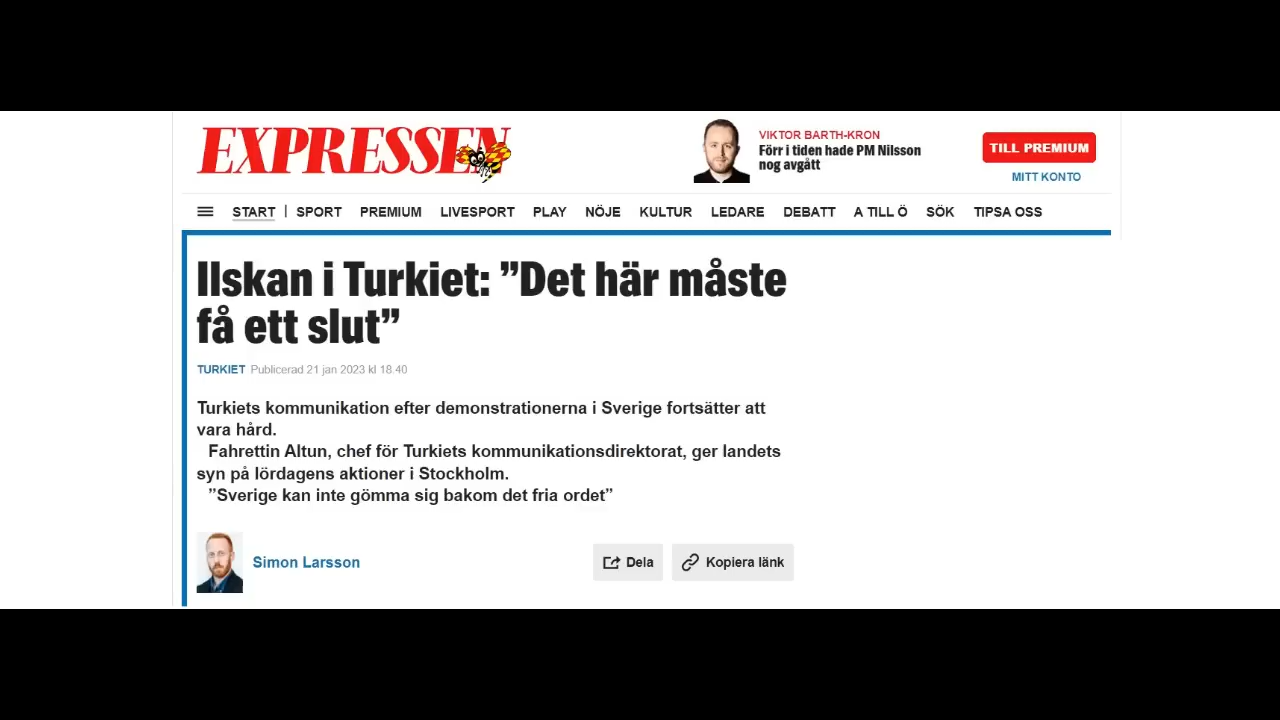 EXPRESSEN
VIKTOR BARTH-KRON
Förr i tiden hade PM Nilsson
nog avgått
TILL PREMIUM
MITT KONTO
START | SPORT PREMIUM LIVESPORT PLAY NÖJE KULTUR LEDARE DEBATT A TILL Ö SÖK TIPSA OSS
Ilskan i Turkiet: ”Det här måste
få ett slut”
TURKIET Publicerad 21 jan 2023 kl 18.40
Turkiets kommunikation efter demonstrationerna i Sverige fortsätter att
vara hård.
Fahrettin Altun, chef för Turkiets kommunikationsdirektorat, ger landets
syn på lördagens aktioner i Stockholm.
”Sverige kan inte gömma sig bakom det fria ordet”
Simon Larsson
Dela
Kopiera länk